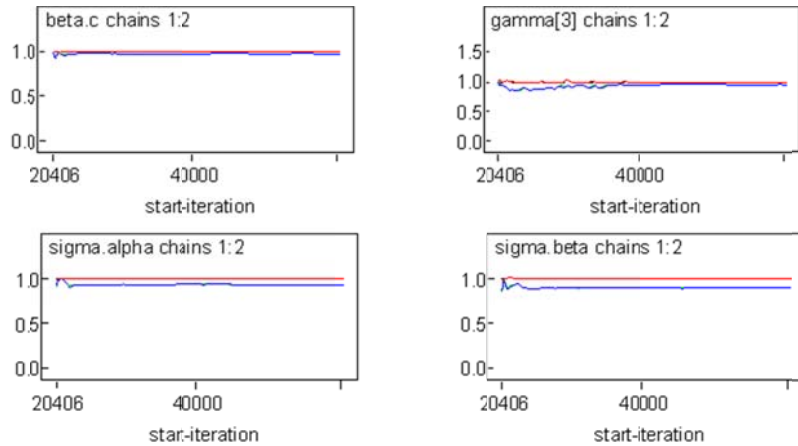 beta.c chains 1:2
1.0
0.5
0.0
20406
40000
start-iteration
gamma[3] chains 1:2
1.5
1.0
0.5
0.0
20406
40000
start-iteration
sigma.alpha chains 1:2
1.0
0.5
0.0
20406
40000
start-iteration
sigma.beta chains 1:2
1.0
0.5
0.0
20406
40000
start-iteration